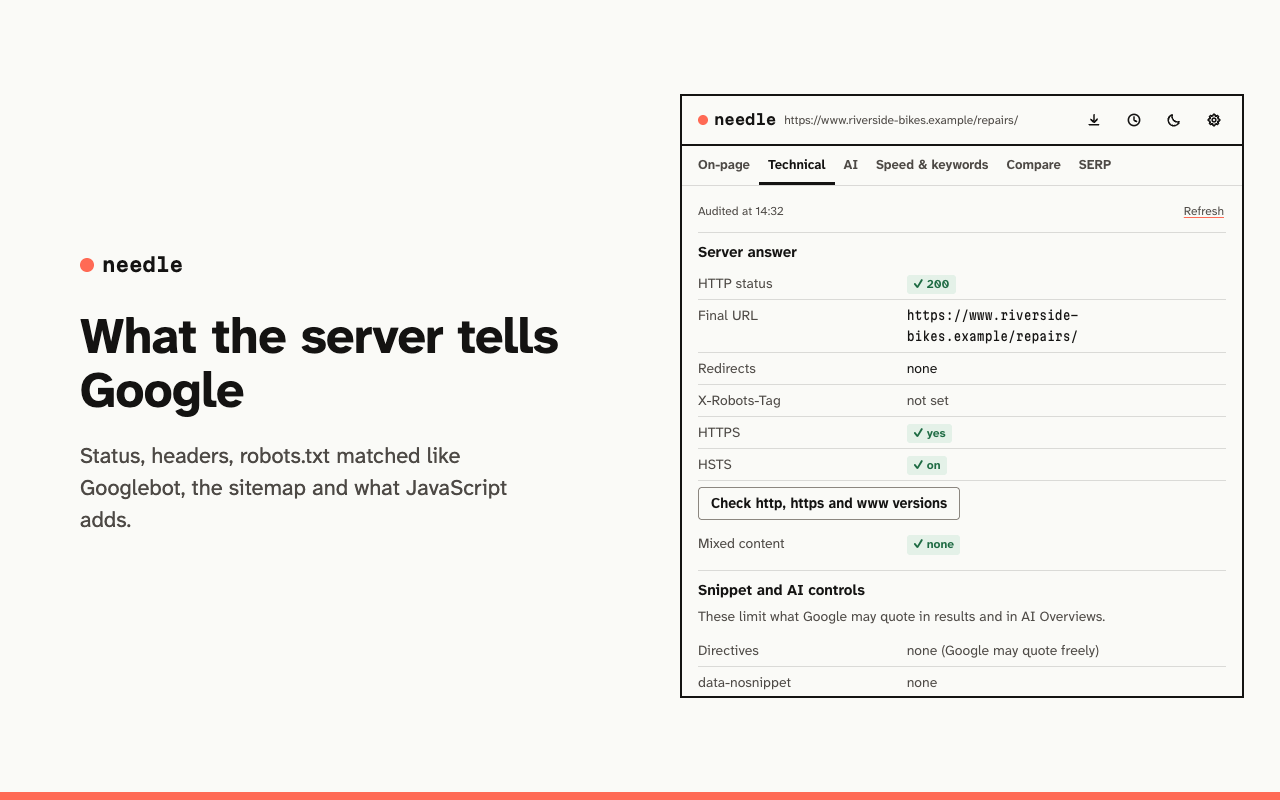 needle
What the server tells
Google
Status, headers, robots.txt matched like
Googlebot, the sitemap and what JavaScript
adds.
needle https://www.riverside-bikes.example/repairs/
On-page Technical AI Speed & keywords Compare SERP
Audited at 14:32 Refresh
Server answer
HTTP status ✓ 200
Final URL https://www.riverside-
bikes.example/repairs/
Redirects none
X-Robots-Tag not set
HTTPS ✓ yes
HSTS ✓ on
Check http, https and www versions
Mixed content ✓ none
Snippet and AI controls
These limit what Google may quote in results and in AI Overviews.
Directives none (Google may quote freely)
data-nosnippet none